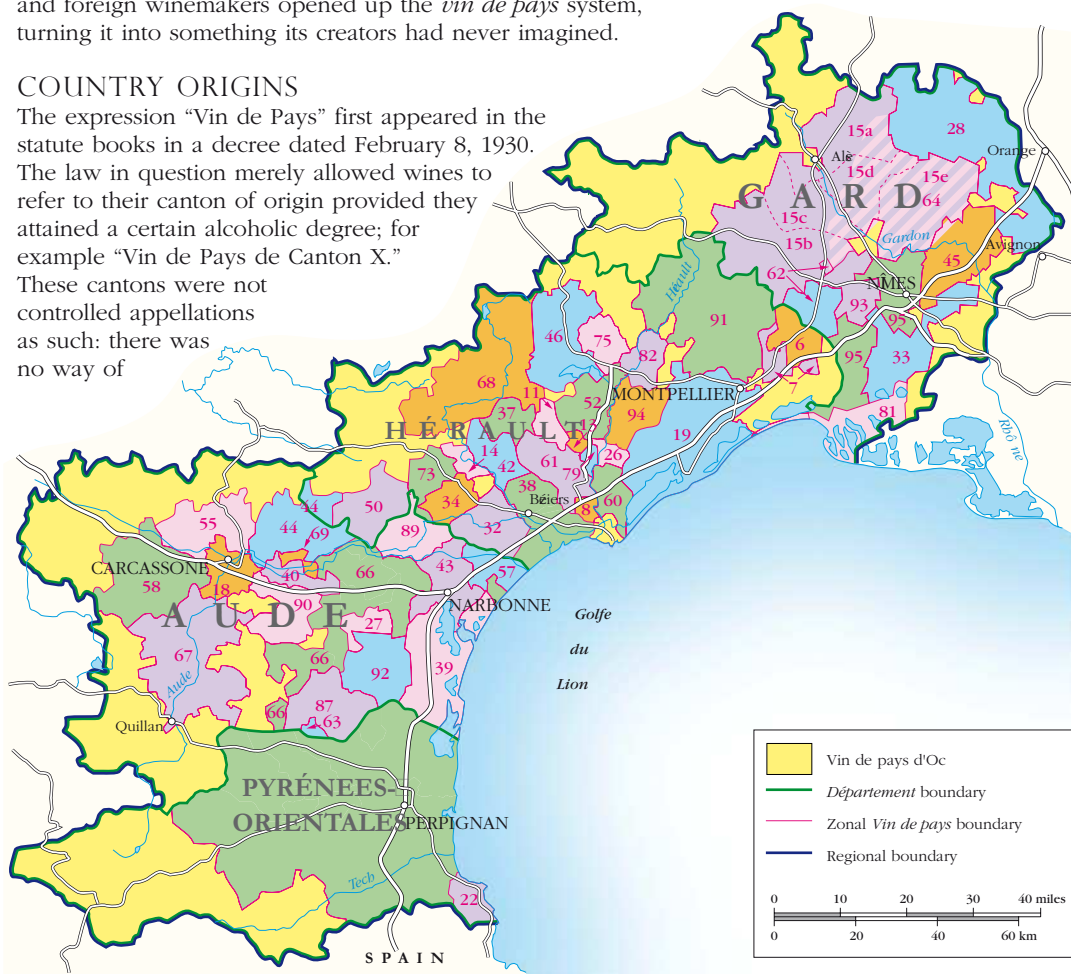 and foreign winemakers opened up the vin de pays system,
turning it into something its creators had never imagined.
COUNTRY ORIGINS
The expression “Vin de Pays” first appeared in the
statute books in a decree dated February 8, 1930.
The law in question merely allowed wines to
refer to their canton of origin provided they
attained a certain alcoholic degree; for
example “Vin de Pays de Canton X.”
These cantons were not
controlled appellations
as such: there was
no way of
15a
28
Orange
Alè
15d
15e
GARD
64
15c
15b
Gardon
Avignon
45
62
Héault
NÎMES
93
91
95
46
75
82
6
95
33
7
68
11
MONTPELLIER
52
94
81
37
HÉRAULT
13
19
Rhô ne
14
26
42
61
79
73
38
34
Béiers
60
8
50
44
44
69
89
32
55
CARCASSONE
43
57
40
66
58
18
NARBONNE
90
AUDE
27
Golfe
du
Lion
66
67
92
39
Aude
87
66
63
Quillan
PYRÉNEES-
ORIENTALES
PERPIGNAN
Tech
22
SPAIN
Vin de pays d'Oc
Département boundary
Zonal Vin de pays boundary
Regional boundary
0 10 20 30 40 miles
0 20 40 60 km